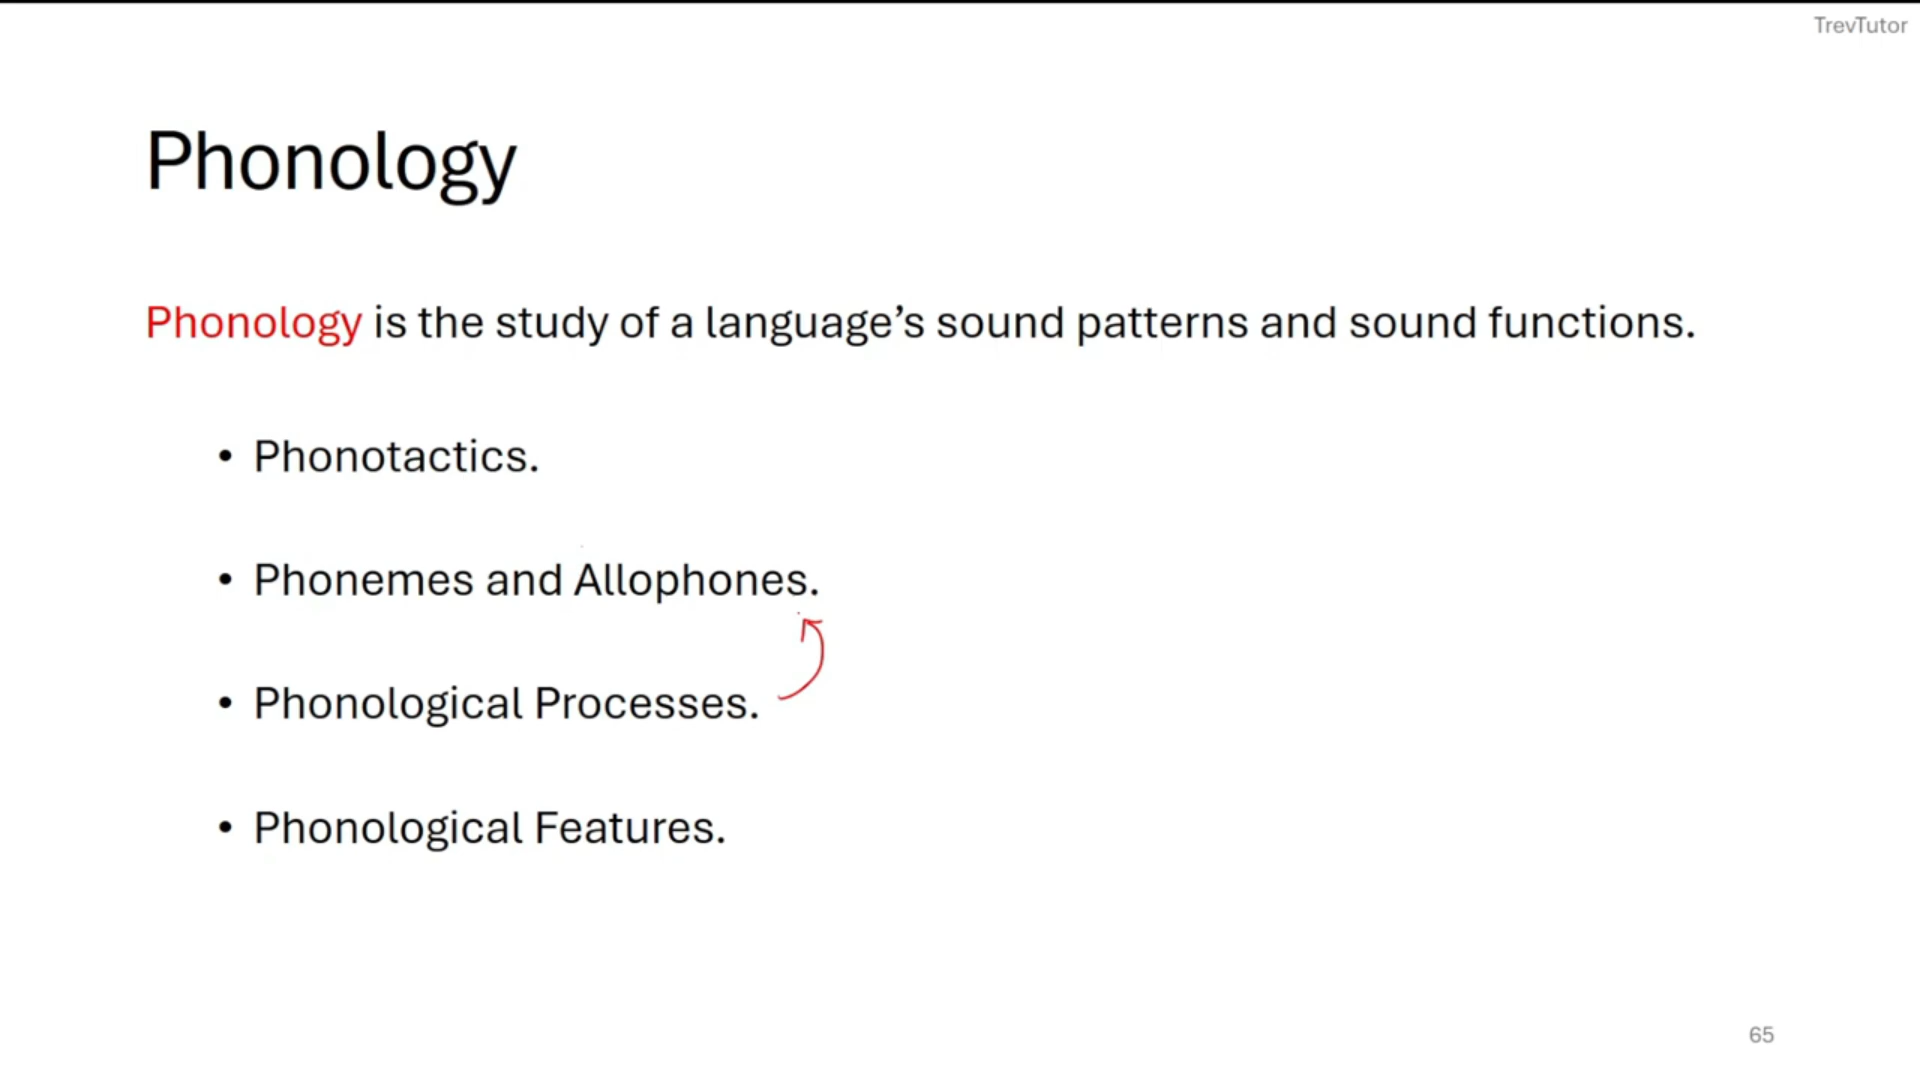 TrevTutor
Phonology
Phonology is the study of a language’s sound patterns and sound functions.
• Phonotactics.
• Phonemes and Allophones.
• Phonological Processes.
• Phonological Features.
65